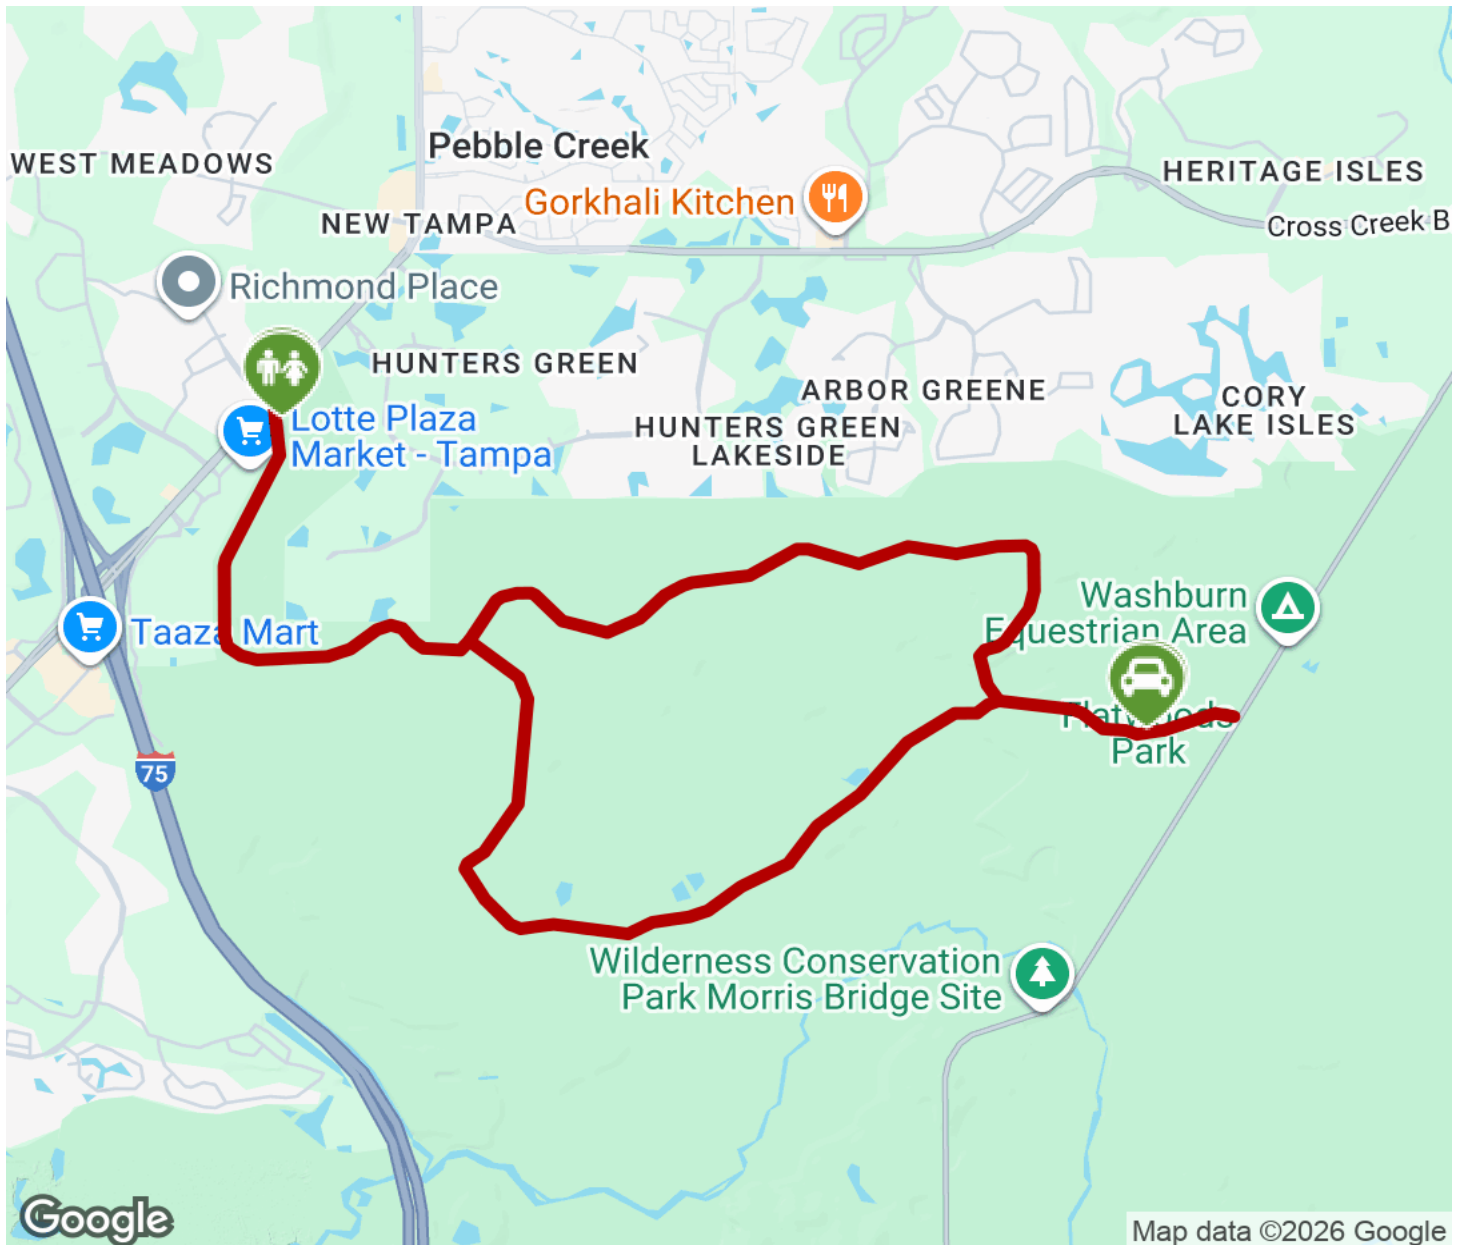 Pebble Creek
WEST MEADOWS
HERITAGE ISLES
Gorkhali Kitchen
NEW TAMPA
Cross Creek B
Richmond Place
HUNTERS GREEN
ARBOR GREENE
CORY
LAKE ISLES
Lotte Plaza
Market - Tampa
HUNTERS GREEN
LAKESIDE
Washburn
Equestrian Area
Taaza Mart
Flatwoods
Park
75
Wilderness Conservation
Park Morris Bridge Site
Google
Map data ©2026 Google